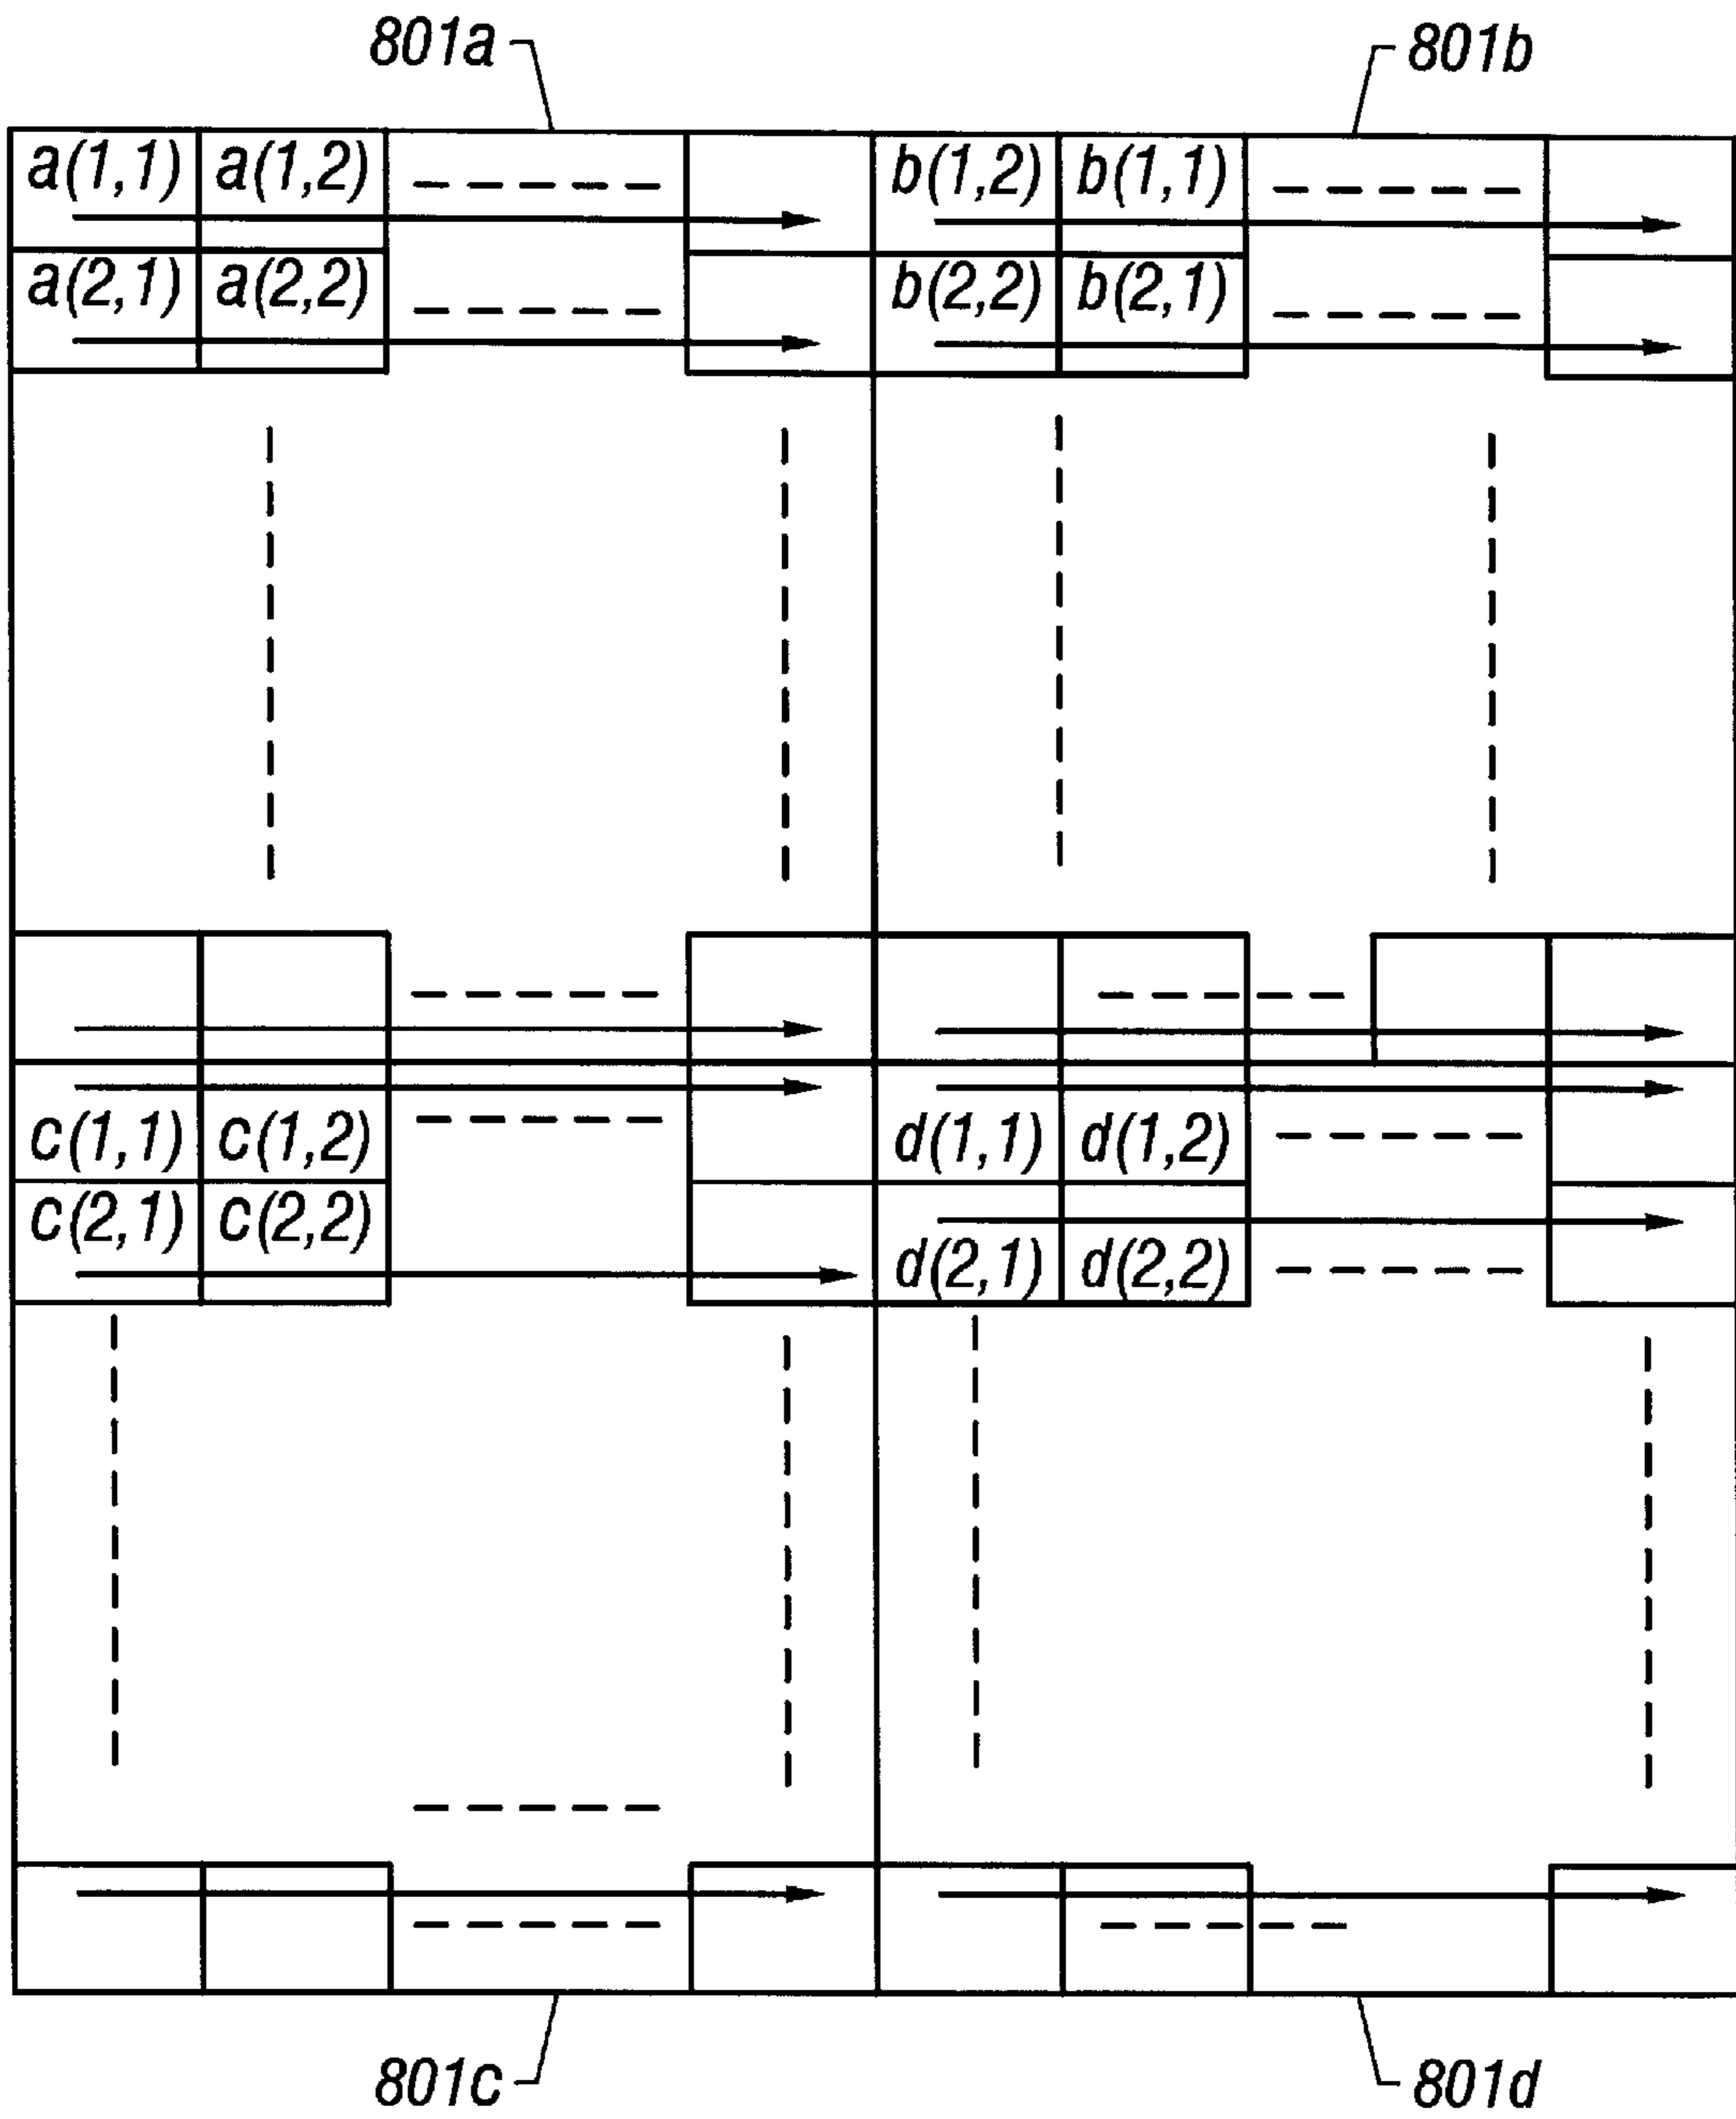 801a 801b
a(1,1) a(1,2) b(1,2) b(1,1)
a(2,1) a(2,2) b(2,2) b(2,1)
c(1,1) c(1,2) d(1,1) d(1,2)
c(2,1) c(2,2) d(2,1) d(2,2)
801c 801d